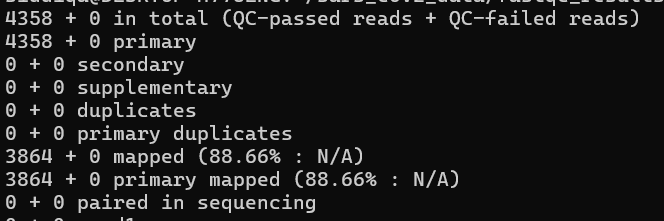 4358 + 0 in total (QC-passed reads + QC-failed reads)
4358 + 0 primary
0 + 0 secondary
0 + 0 supplementary
0 + 0 duplicates
0 + 0 primary duplicates
3864 + 0 mapped (88.66% : N/A)
3864 + 0 primary mapped (88.66% : N/A)
0 + 0 paired in sequencing